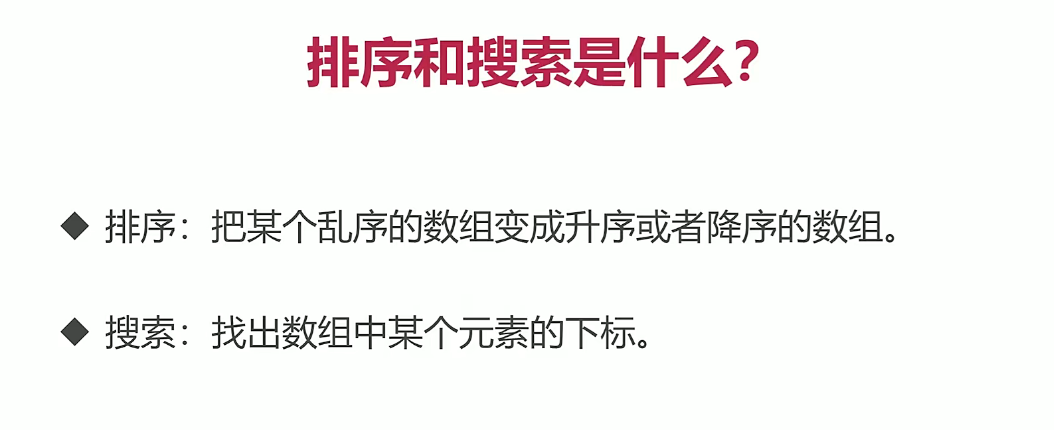 排序和搜索是什么?
◆ 排序：把某个乱序的数组变成升序或者降序的数组。
◆ 搜索：找出数组中某个元素的下标。